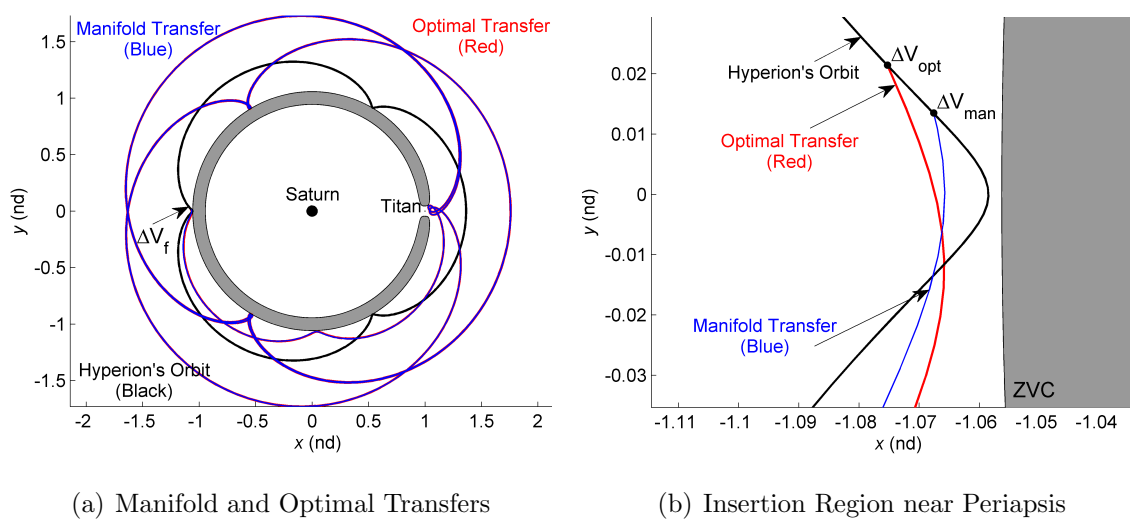 Manifold Transfer
(Blue)
Optimal Transfer
(Red)
Saturn
Titan
ΔVf
Hyperion's Orbit
(Black)
1.5
1
0.5
0
-0.5
-1
-1.5
y (nd)
-2
-1.5
-1
-0.5
0
0.5
1
1.5
2
x (nd)
Hyperion's Orbit
ΔVopt
ΔVman
Optimal Transfer
(Red)
Manifold Transfer
(Blue)
ZVC
0.02
0.01
0
-0.01
-0.02
-0.03
y (nd)
-1.11
-1.1
-1.09
-1.08
-1.07
-1.06
-1.05
-1.04
x (nd)
(a) Manifold and Optimal Transfers
(b) Insertion Region near Periapsis